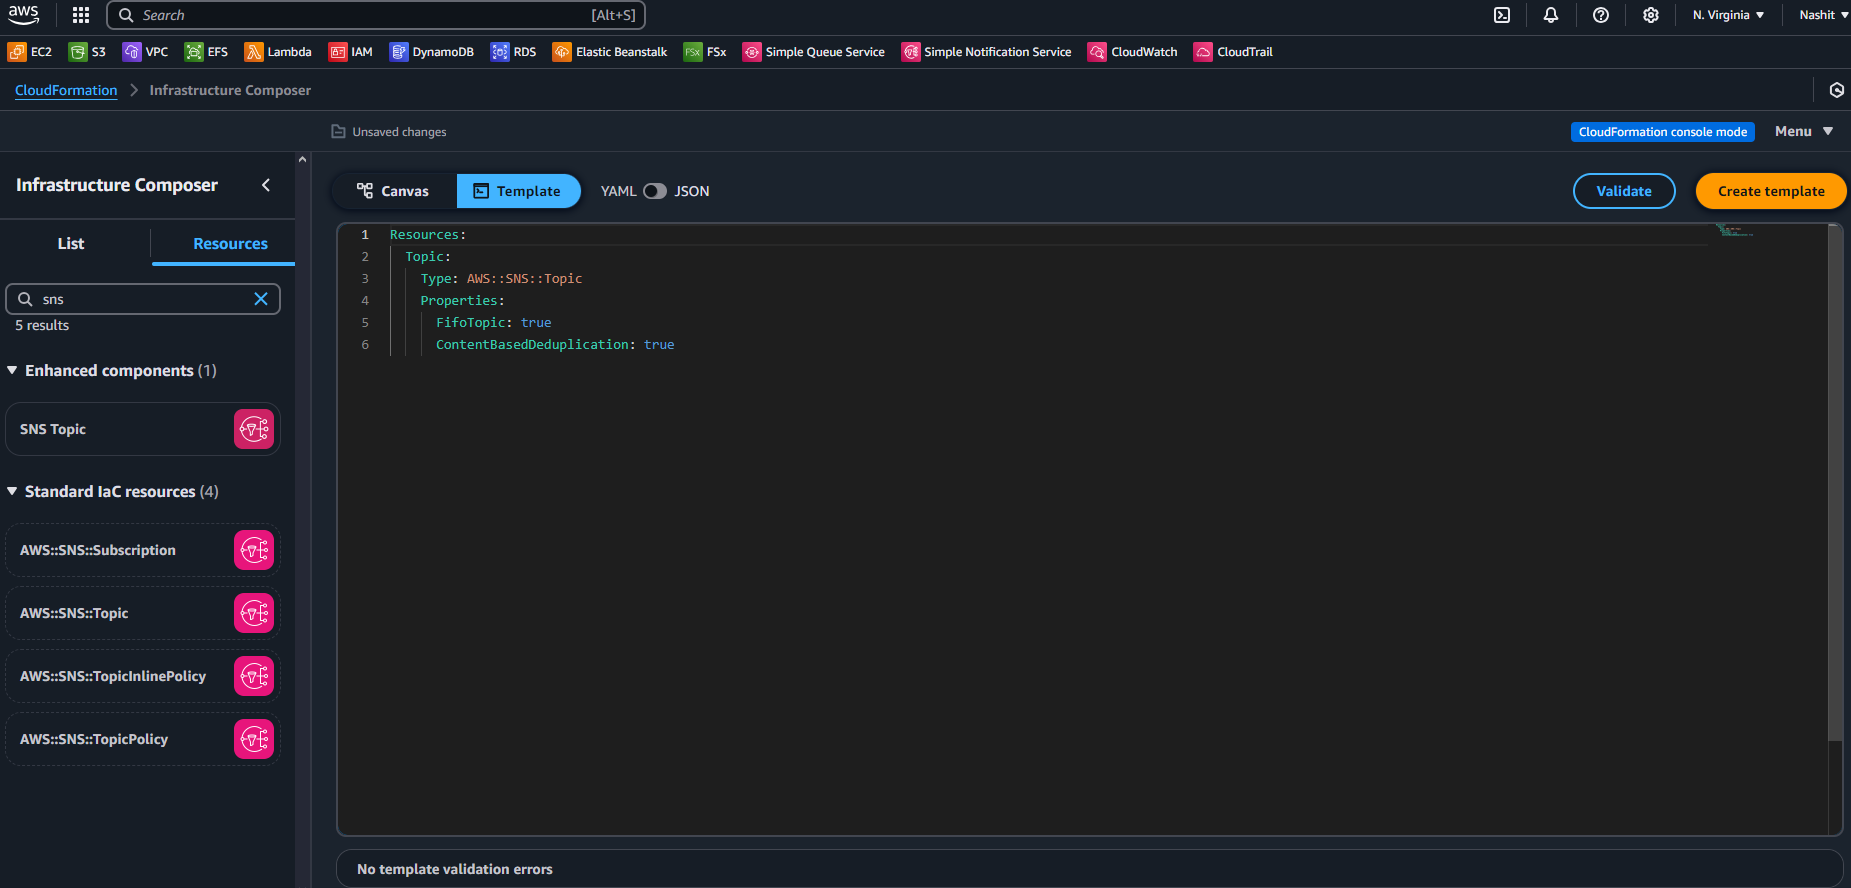 aws Search [Alt+S] N. Virginia Nashit
EC2 S3 VPC EFS Lambda IAM DynamoDB RDS Elastic Beanstalk FSx FSx Simple Queue Service Simple Notification Service CloudWatch CloudTrail
CloudFormation Infrastructure Composer
Unsaved changes CloudFormation console mode Menu
Infrastructure Composer
Canvas Template YAML JSON Validate Create template
List Resources
sns
5 results
Enhanced components (1)
SNS Topic
Standard IaC resources (4)
AWS::SNS::Subscription
AWS::SNS::Topic
AWS::SNS::TopicInlinePolicy
AWS::SNS::TopicPolicy
1 Resources:
2 Topic:
3 Type: AWS::SNS::Topic
4 Properties:
5 FifoTopic: true
6 ContentBasedDeduplication: true
No template validation errors